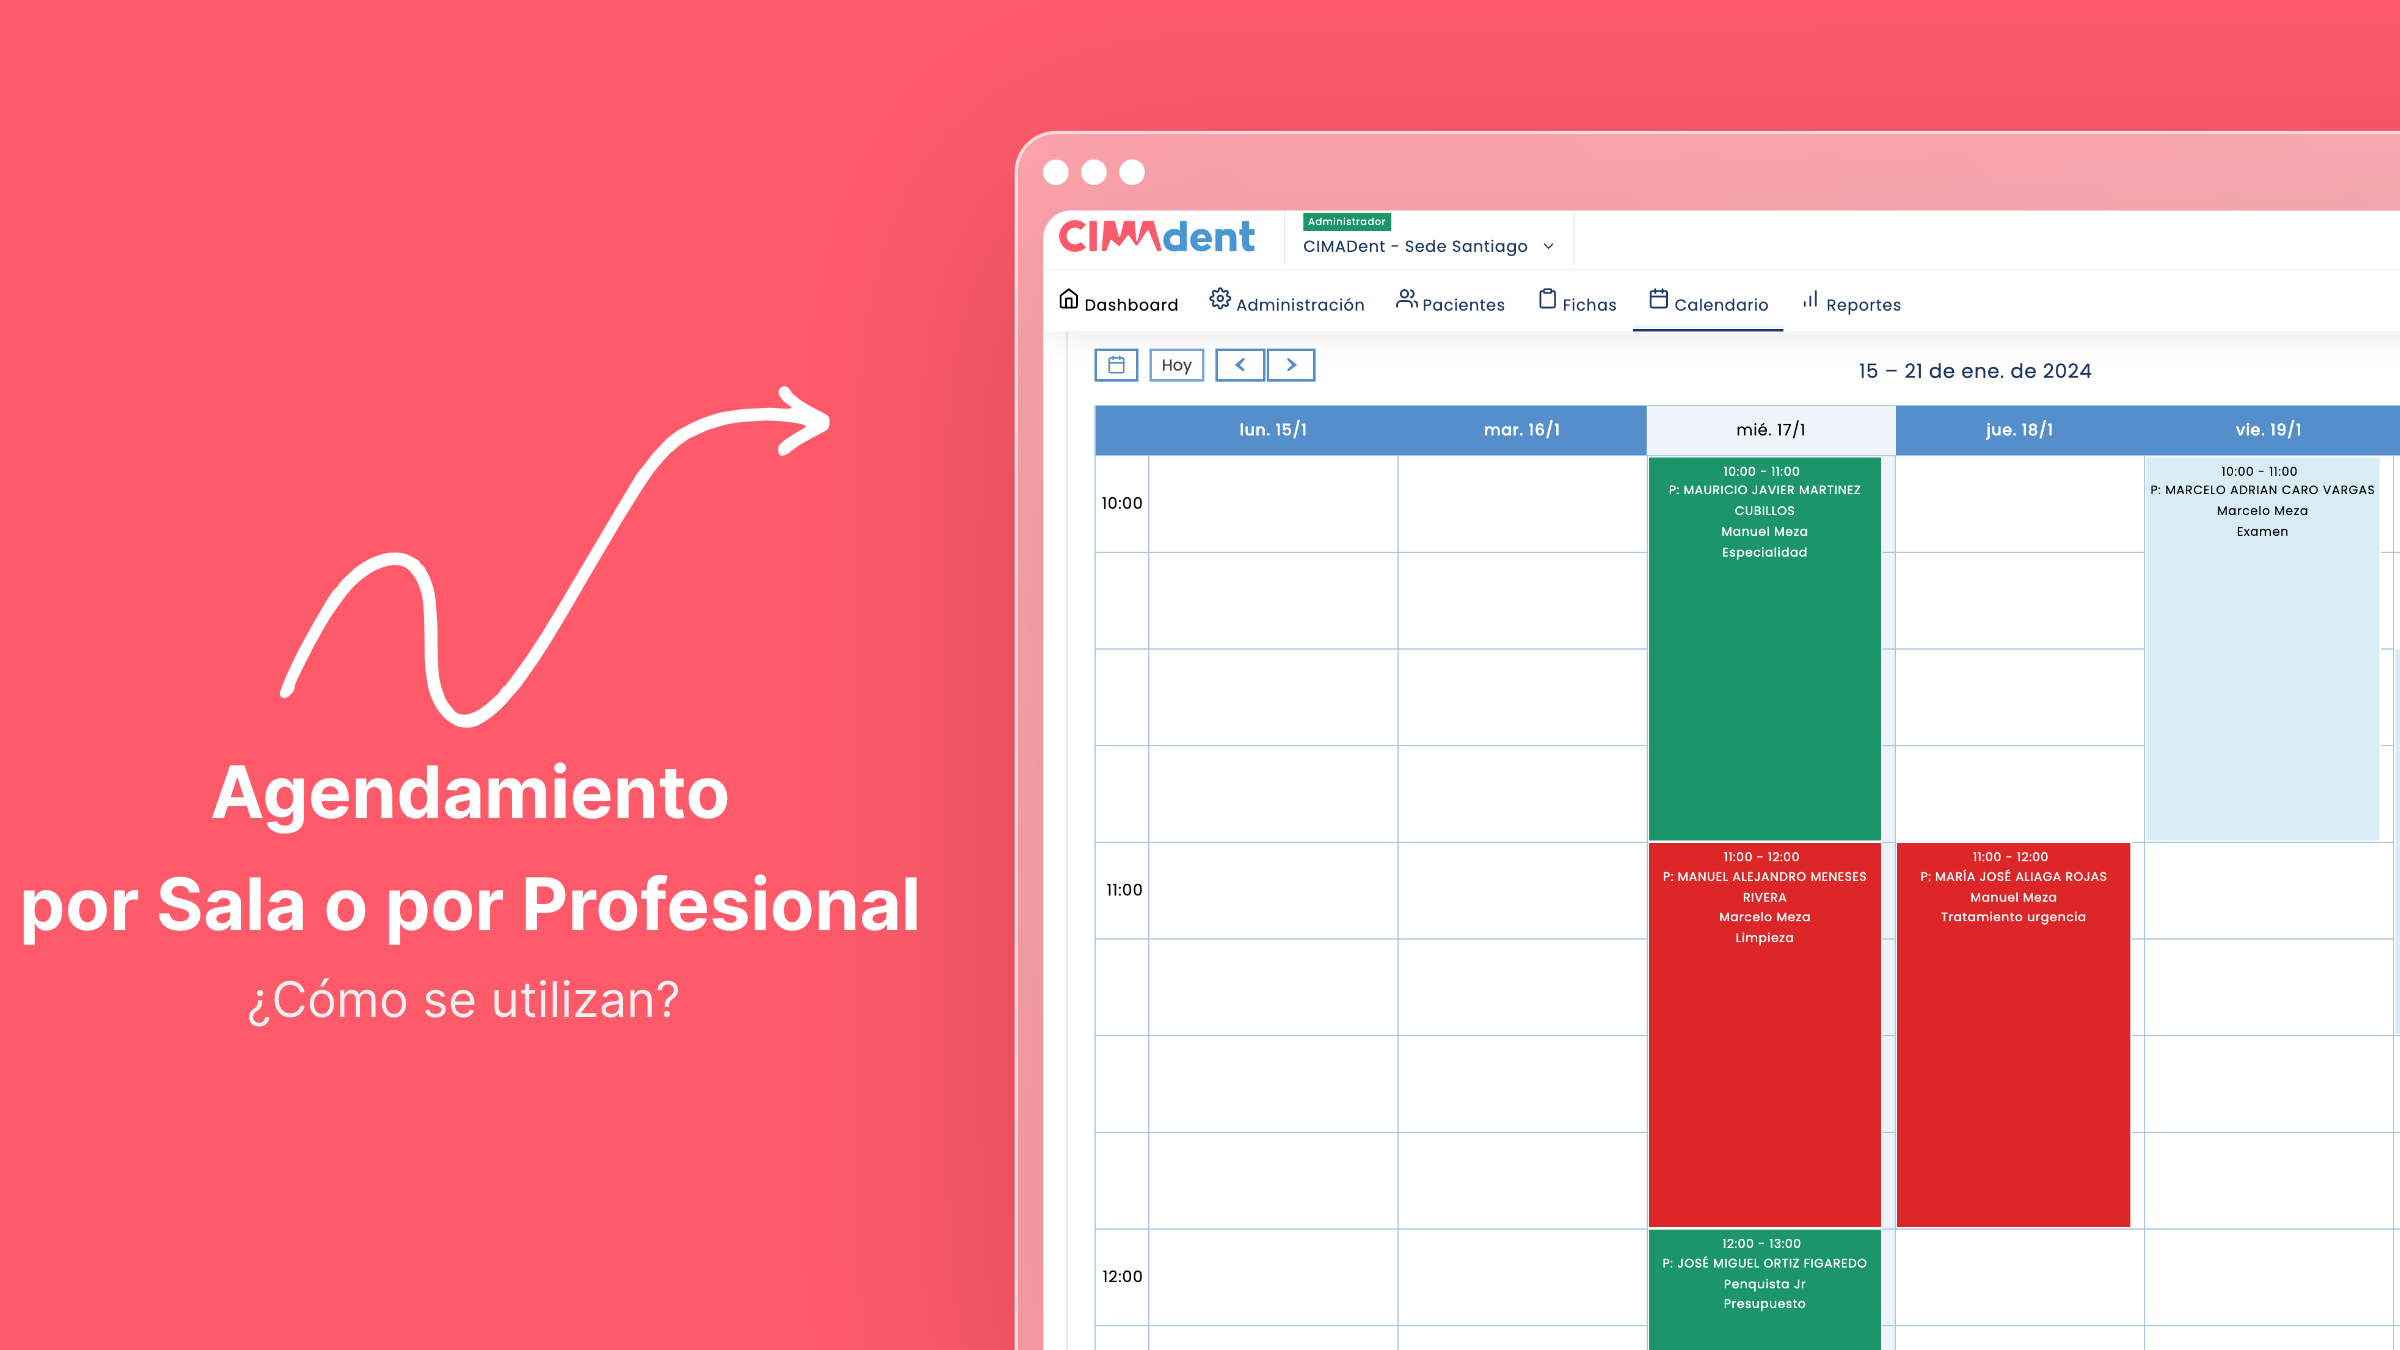 Agendamiento
por Sala o por Profesional
¿Cómo se utilizan?
CIMAdent
Administrador
CIMADent - Sede Santiago
Dashboard
Administración
Pacientes
Fichas
Calendario
Reportes
Hoy
15 – 21 de ene. de 2024
lun. 15/1
mar. 16/1
mié. 17/1
jue. 18/1
vie. 19/1
10:00
10:00 - 11:00
P: MAURICIO JAVIER MARTINEZ
CUBILLOS
Manuel Meza
Especialidad
10:00 - 11:00
P: MARCELO ADRIAN CARO VARGAS
Marcelo Meza
Examen
11:00
11:00 - 12:00
P: MANUEL ALEJANDRO MENESES
RIVERA
Marcelo Meza
Limpieza
11:00 - 12:00
P: MARÍA JOSÉ ALIAGA ROJAS
Manuel Meza
Tratamiento urgencia
12:00
12:00 - 13:00
P: JOSÉ MIGUEL ORTIZ FIGAREDO
Penquista Jr
Presupuesto